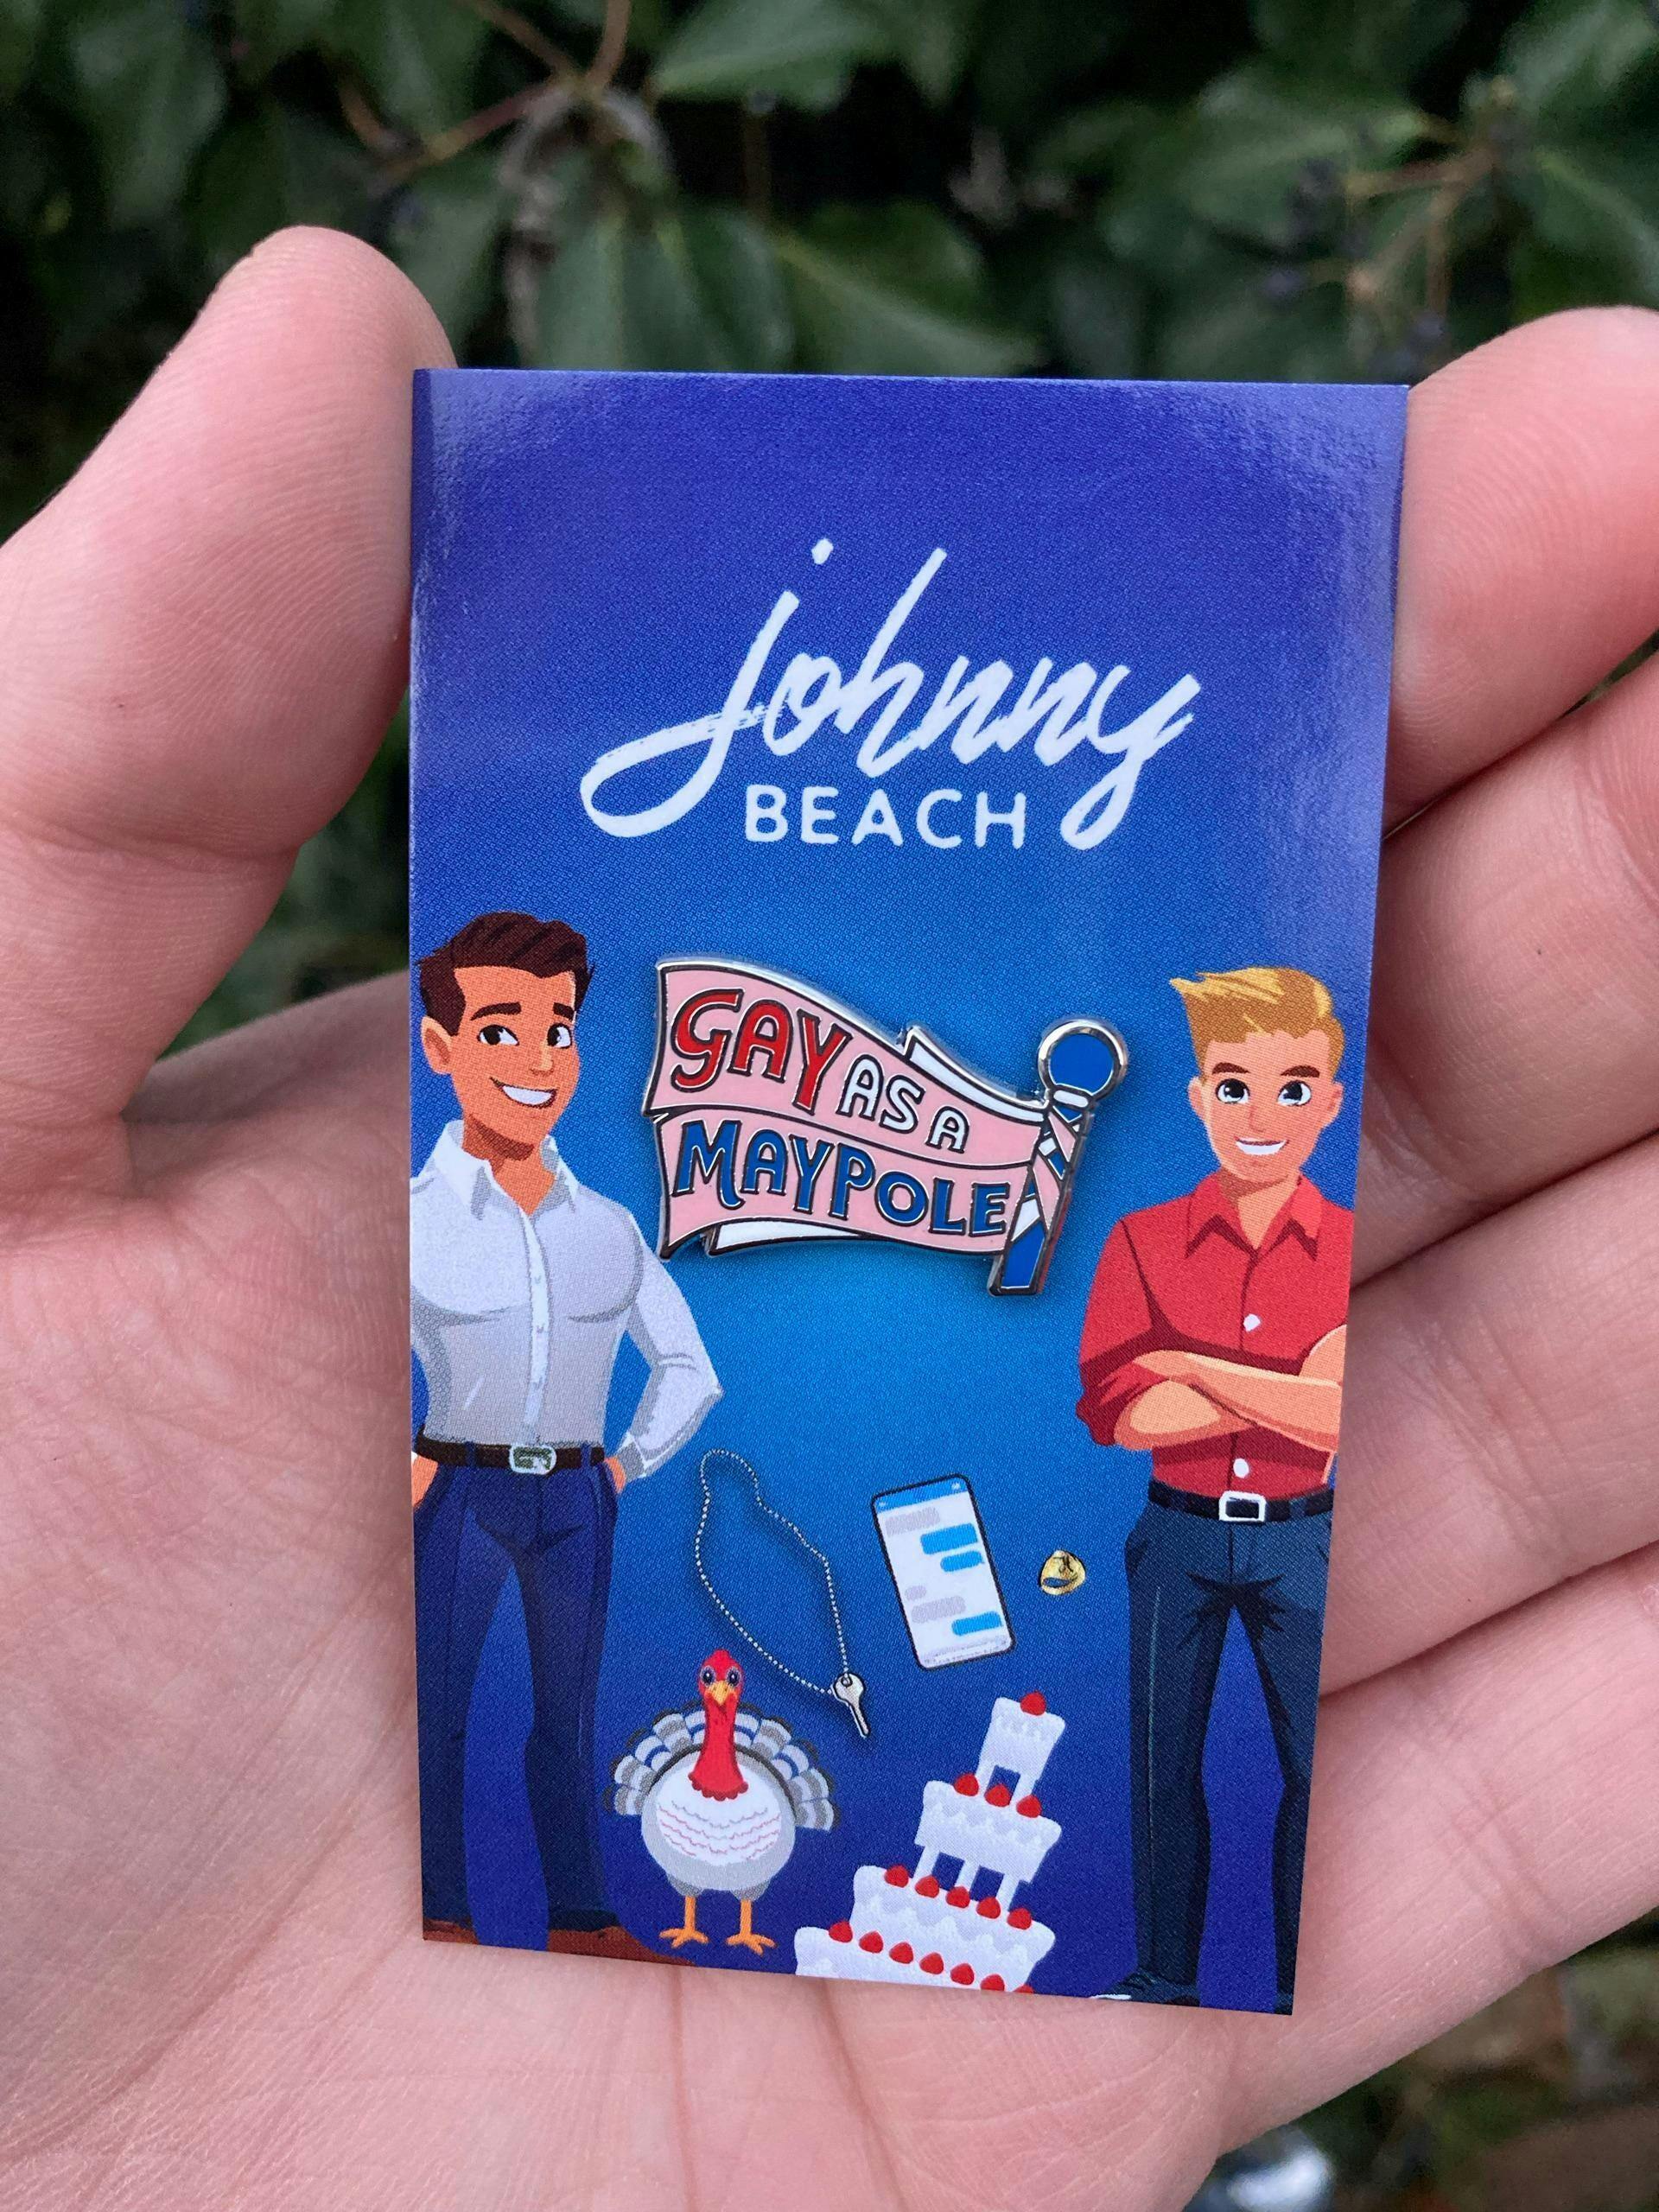 johnny
BEACH
GAY AS A
MAYPOLE